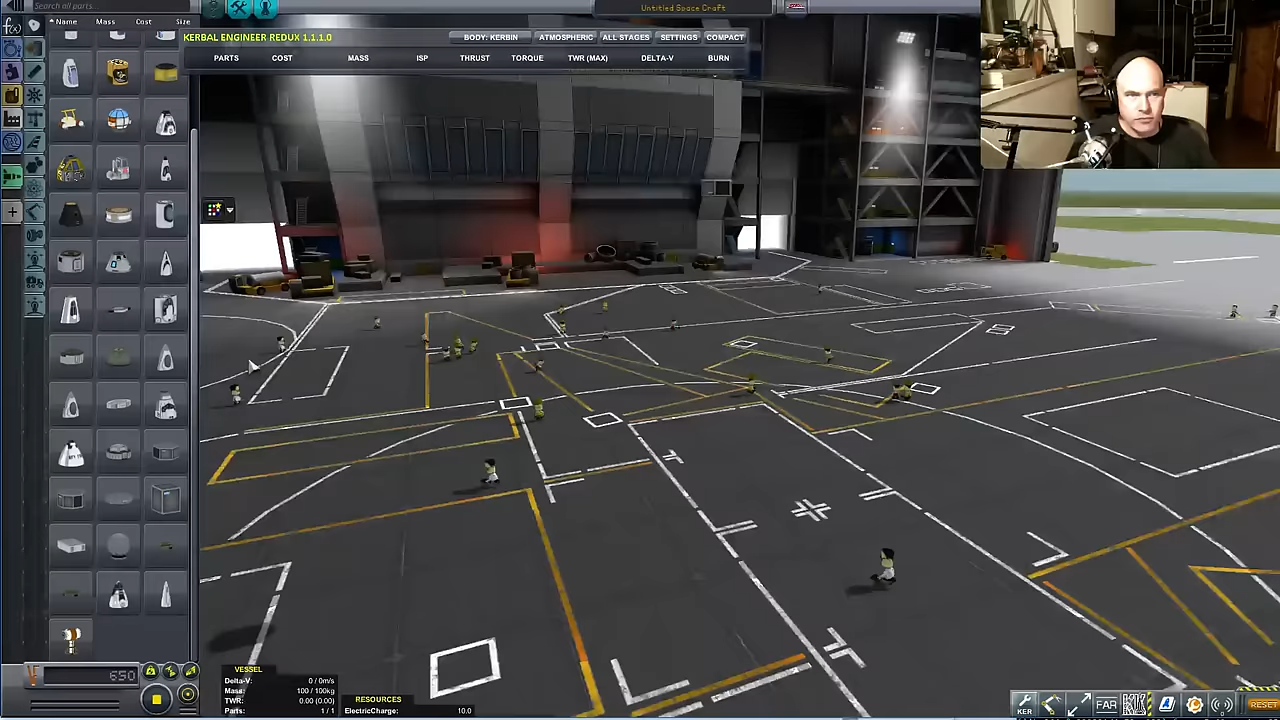 Search all parts...
Untitled Space Craft
Name Mass Cost Size
KERBAL ENGINEER REDUX 1.1.1.0
BODY: KERBIN ATMOSPHERIC ALL STAGES SETTINGS COMPACT
PARTS COST MASS ISP THRUST TORQUE TWR (MAX) DELTA-V BURN
f(x)
650
VESSEL
Delta-V: 0 / 0m/s
Mass: 100 / 100kg
TWR: 0.00 (0.00)
Parts: 1 / 1
RESOURCES
ElectricCharge: 10.0
KER
FAR
RESET